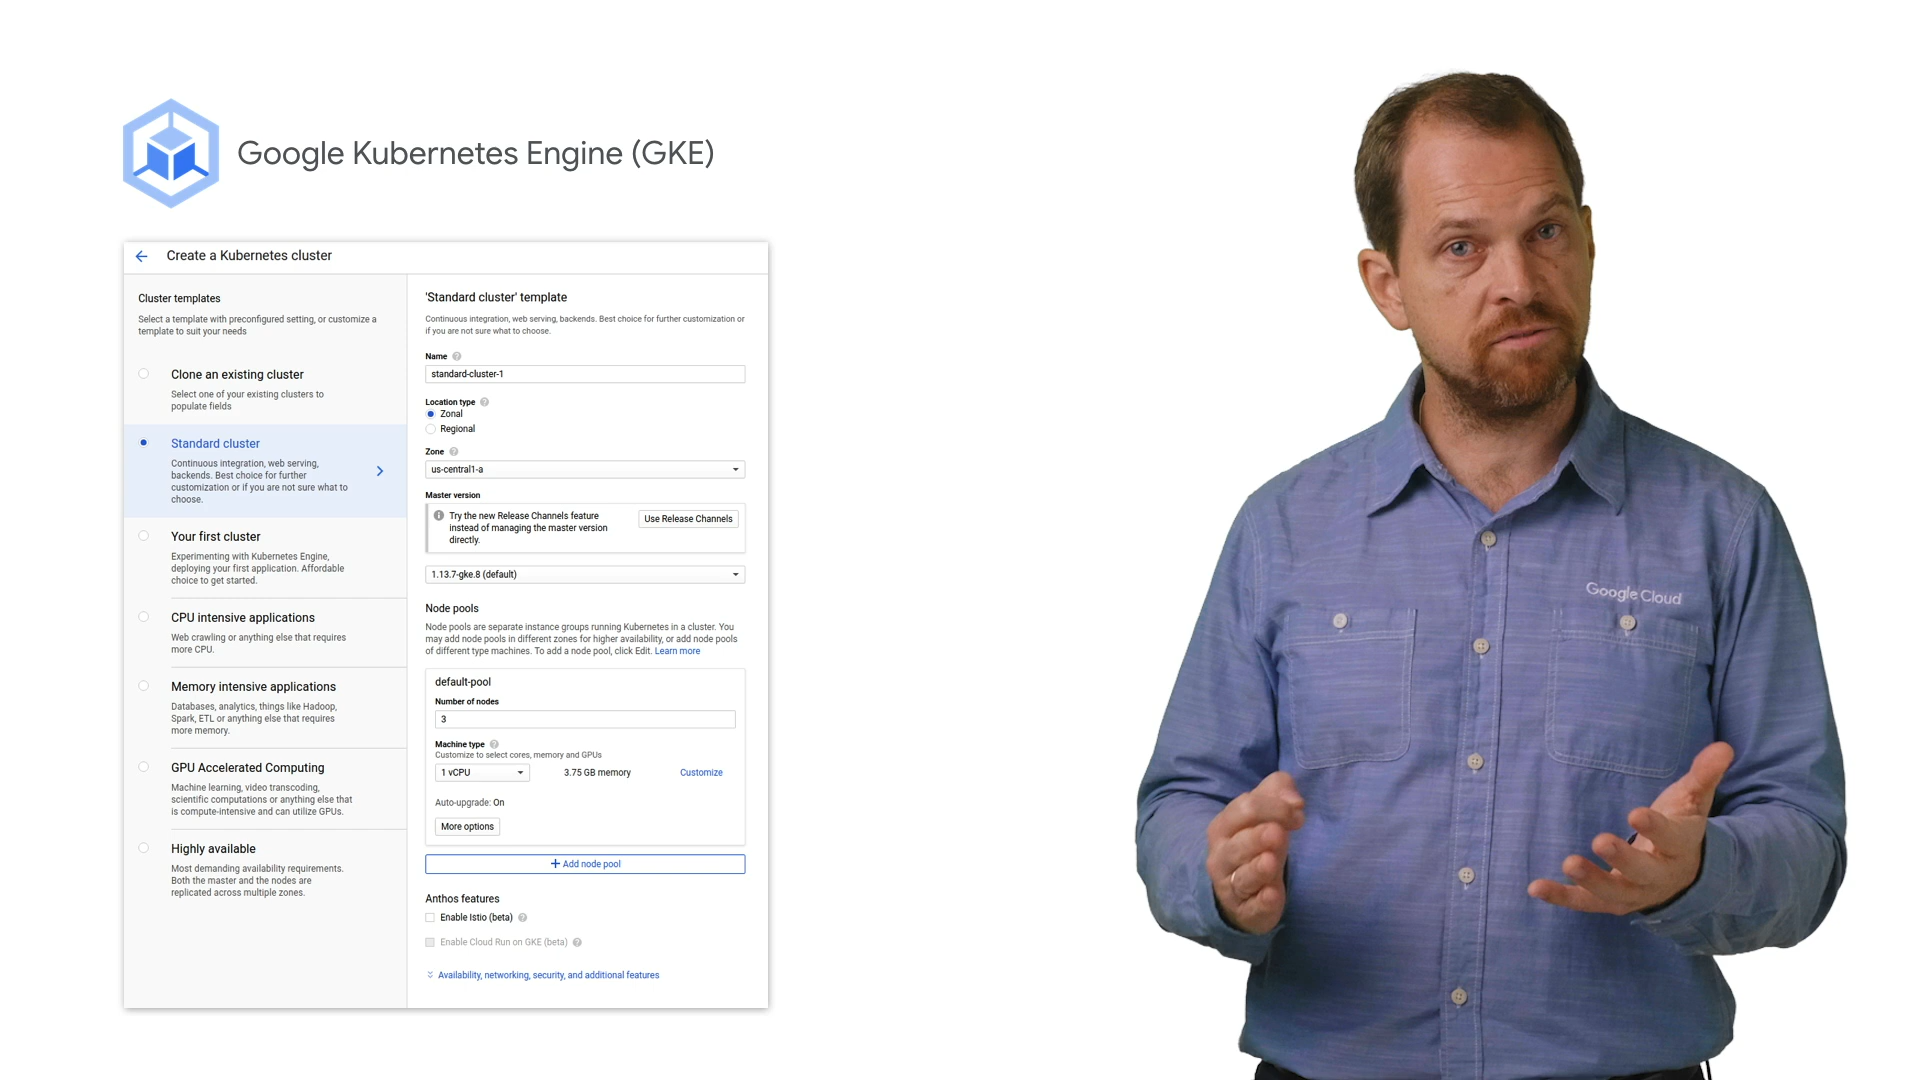 Google Kubernetes Engine (GKE)
Create a Kubernetes cluster
Cluster templates
Select a template with preconfigured setting, or customize a
template to suit your needs
Clone an existing cluster
Select one of your existing clusters to
populate fields
Standard cluster
Continuous integration, web serving,
backends. Best choice for further
customization or if you are not sure what to
choose.
Your first cluster
Experimenting with Kubernetes Engine,
deploying your first application. Affordable
choice to get started.
CPU intensive applications
Web crawling or anything else that requires
more CPU.
Memory intensive applications
Databases, analytics, things like Hadoop,
Spark, ETL or anything else that requires
more memory.
GPU Accelerated Computing
Machine learning, video transcoding,
scientific computations or anything else that
is compute-intensive and can utilize GPUs.
Highly available
Most demanding availability requirements.
Both the master and the nodes are
replicated across multiple zones.
'Standard cluster' template
Continuous integration, web serving, backends. Best choice for further customization or
if you are not sure what to choose.
Name
standard-cluster-1
Location type
Zonal
Regional
Zone
us-central1-a
Master version
Try the new Release Channels feature
instead of managing the master version
directly.
Use Release Channels
1.13.7-gke.8 (default)
Node pools
Node pools are separate instance groups running Kubernetes in a cluster. You
may add node pools in different zones for higher availability, or add node pools
of different type machines. To add a node pool, click Edit. Learn more
default-pool
Number of nodes
3
Machine type
Customize to select cores, memory and GPUs
1 vCPU 3.75 GB memory Customize
Auto-upgrade: On
More options
+ Add node pool
Anthos features
Enable Istio (beta)
Enable Cloud Run on GKE (beta)
Availability, networking, security, and additional features
Google Cloud